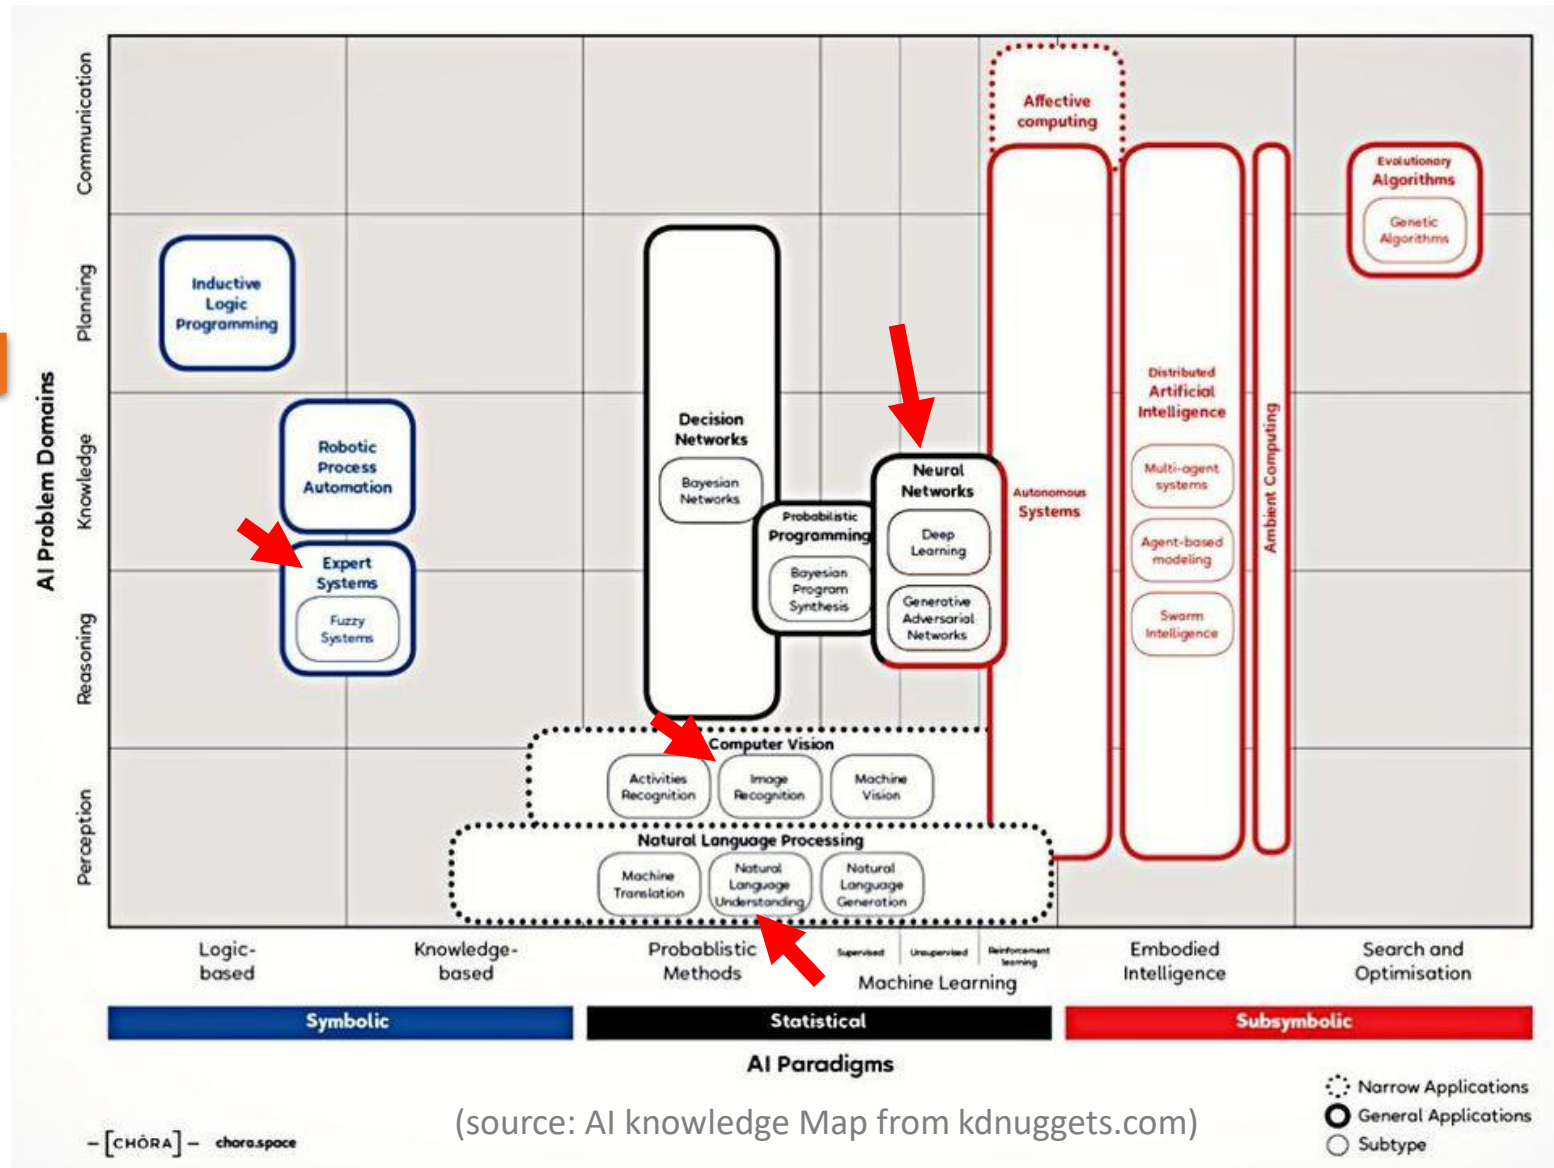 AI Problem Domains
Communication
Planning
Knowledge
Reasoning
Perception
Affective
computing
Evolutionary
Algorithms
Genetic
Algorithms
Inductive
Logic
Programming
Robotic
Process
Automation
Expert
Systems
Fuzzy
Systems
Decision
Networks
Bayesian
Networks
Probabilistic
Programming
Bayesian
Program
Synthesis
Neural
Networks
Deep
Learning
Generative
Adversarial
Networks
Autonomous
Systems
Distributed
Artificial
Intelligence
Multi-agent
systems
Agent-based
modeling
Swarm
Intelligence
Ambient Computing
Computer Vision
Activities
Recognition
Image
Recognition
Machine
Vision
Natural Language Processing
Machine
Translation
Natural
Language
Understanding
Natural
Language
Generation
Logic-
based
Knowledge-
based
Probablistic
Methods
Supervised
Unsupervised
Reinforcement
learning
Machine Learning
Embodied
Intelligence
Search and
Optimisation
Symbolic
Statistical
Subsymbolic
AI Paradigms
Narrow Applications
General Applications
Subtype
(source: AI knowledge Map from kdnuggets.com)
–[CHÔRA]– chora.space